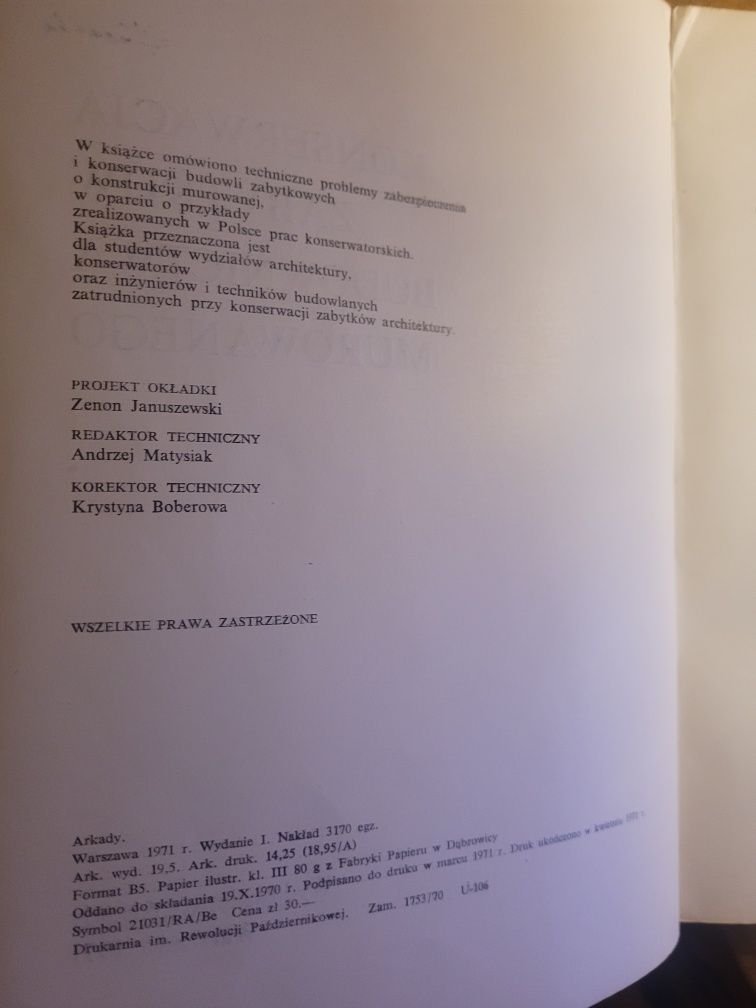 W książce omówiono techniczne problemy zabezpieczenia
i konserwacji budowli zabytkowych
o konstrukcji murowanej,
w oparciu o przykłady
zrealizowanych w Polsce prac konserwatorskich.
Książka przeznaczona jest
dla studentów wydziałów architektury,
konserwatorów
oraz inżynierów i techników budowlanych
zatrudnionych przy konserwacji zabytków architektury.
PROJEKT OKŁADKI
Zenon Januszewski
REDAKTOR TECHNICZNY
Andrzej Matysiak
KOREKTOR TECHNICZNY
Krystyna Boberowa
WSZELKIE PRAWA ZASTRZEŻONE
Arkady.
Warszawa 1971 r. Wydanie I. Nakład 3170 egz.
Ark. wyd. 19,5. Ark. druk. 14,25 (18,95/A)
Format B5. Papier ilustr. kl. III 80 g z Fabryki Papieru w Dąbrowicy
Oddano do składania 19.X.1970 r. Podpisano do druku w marcu 1971 r. Druk ukończono w kwietniu 1971 r.
Symbol 21031/RA/Be Cena zł 30.—
Drukarnia im. Rewolucji Październikowej. Zam. 1753/70 U-106